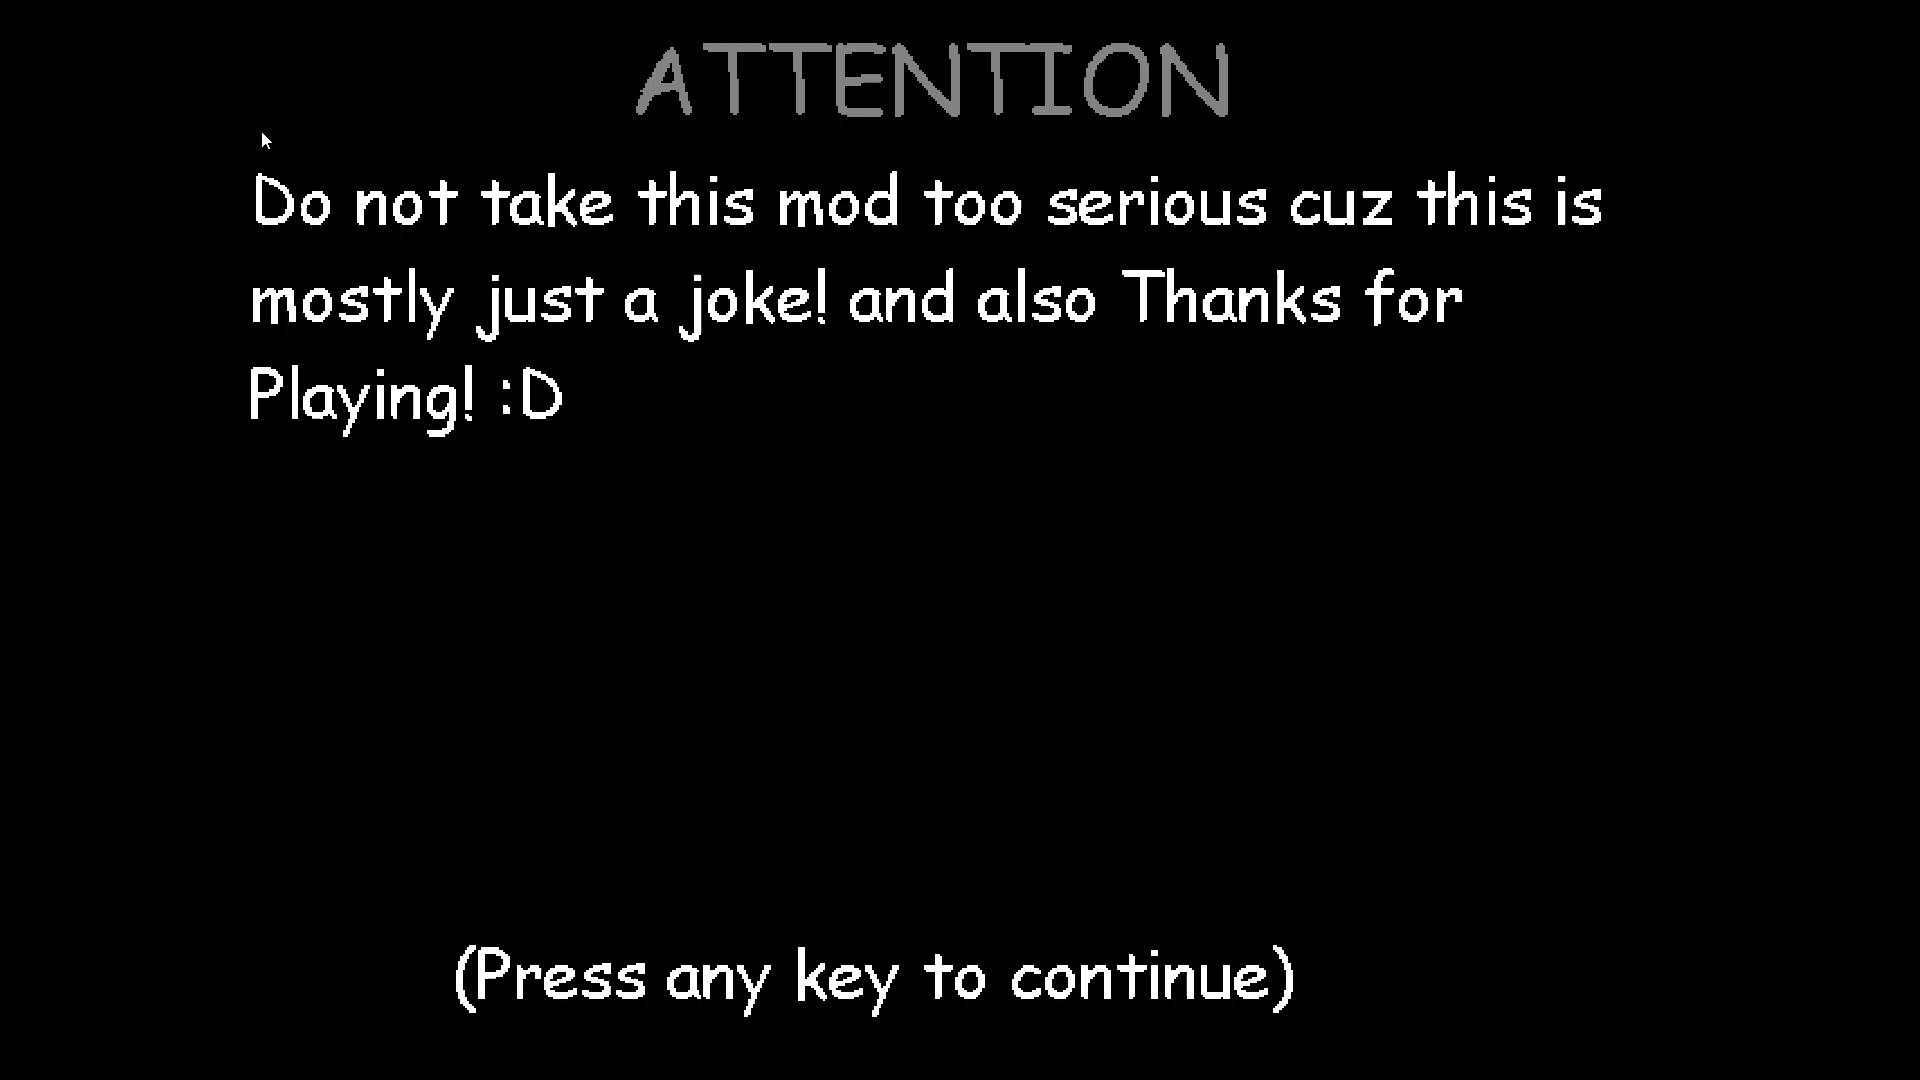 ATTENTION
Do not take this mod too serious cuz this is
mostly just a joke! and also Thanks for
Playing! :D
(Press any key to continue)